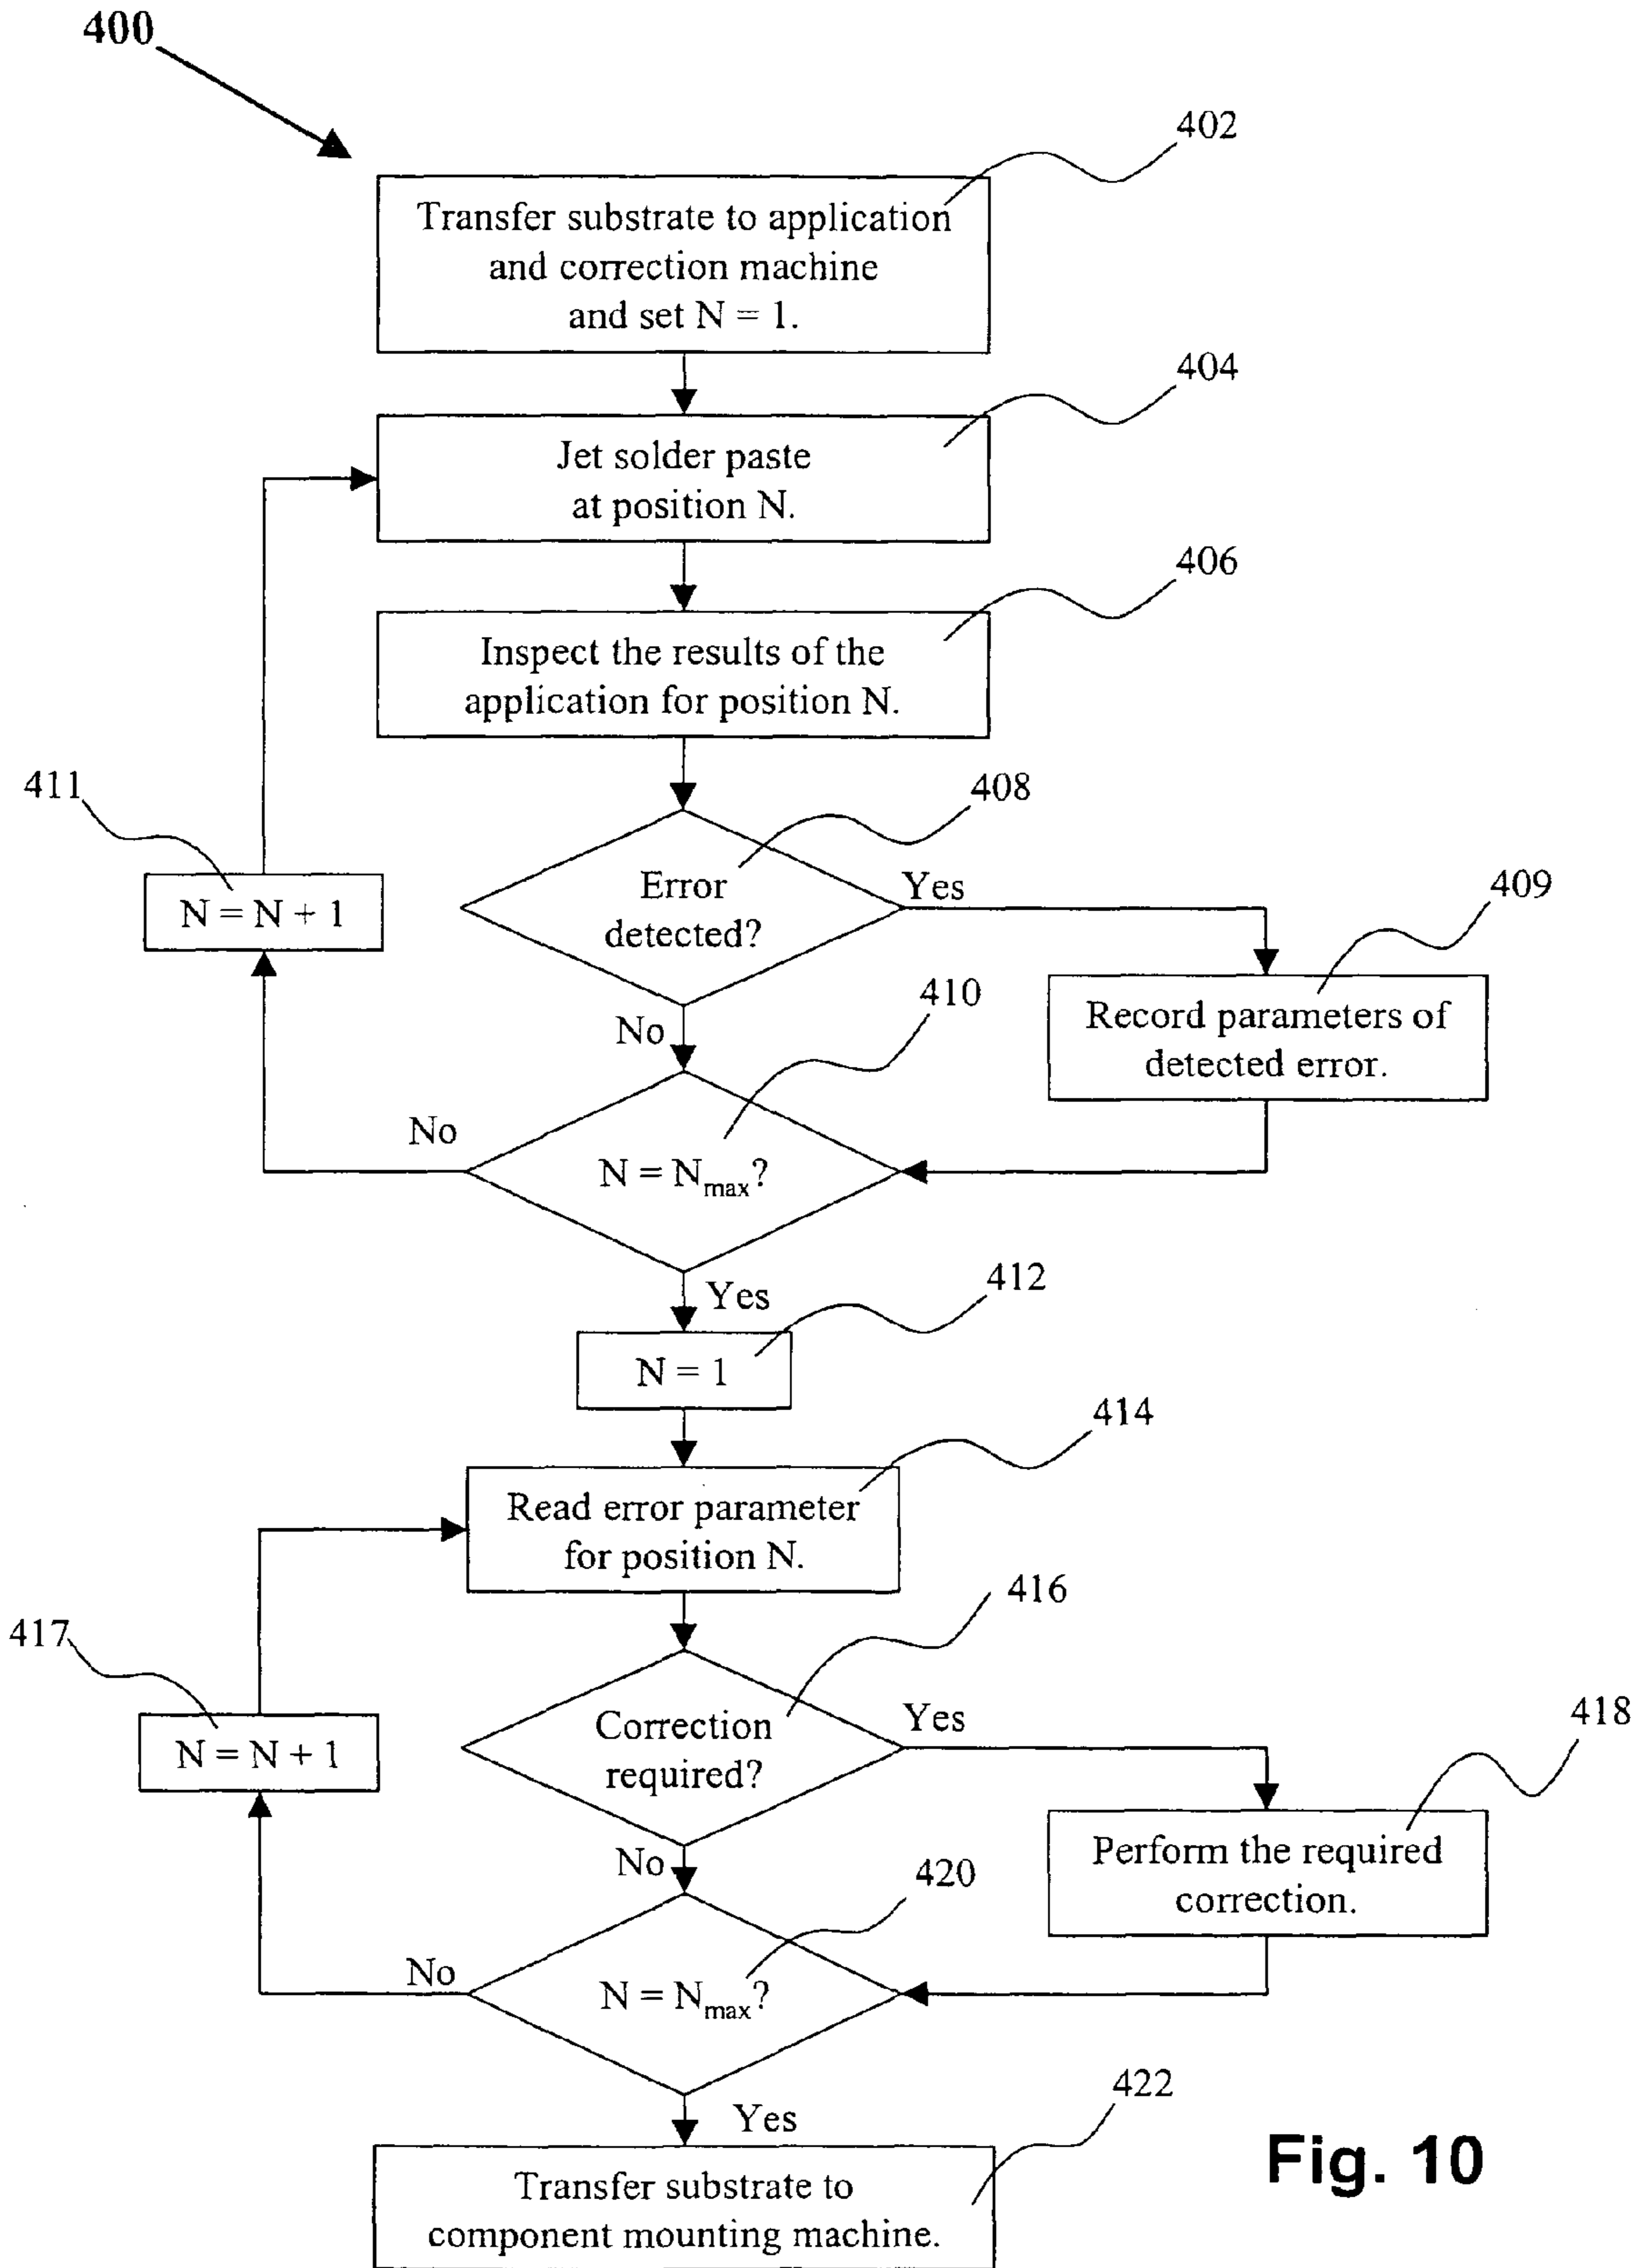 400
402
Transfer substrate to application
and correction machine
and set N = 1.
404
Jet solder paste
at position N.
406
Inspect the results of the
application for position N.
408
411
Error
detected?
Yes
409
N = N + 1
410
No
Record parameters of
detected error.
No
N = Nmax?
412
Yes
N = 1
414
Read error parameter
for position N.
416
417
Correction
required?
Yes
418
N = N + 1
No
420
Perform the required
correction.
No
N = Nmax?
422
Yes
Transfer substrate to
component mounting machine.
Fig. 10